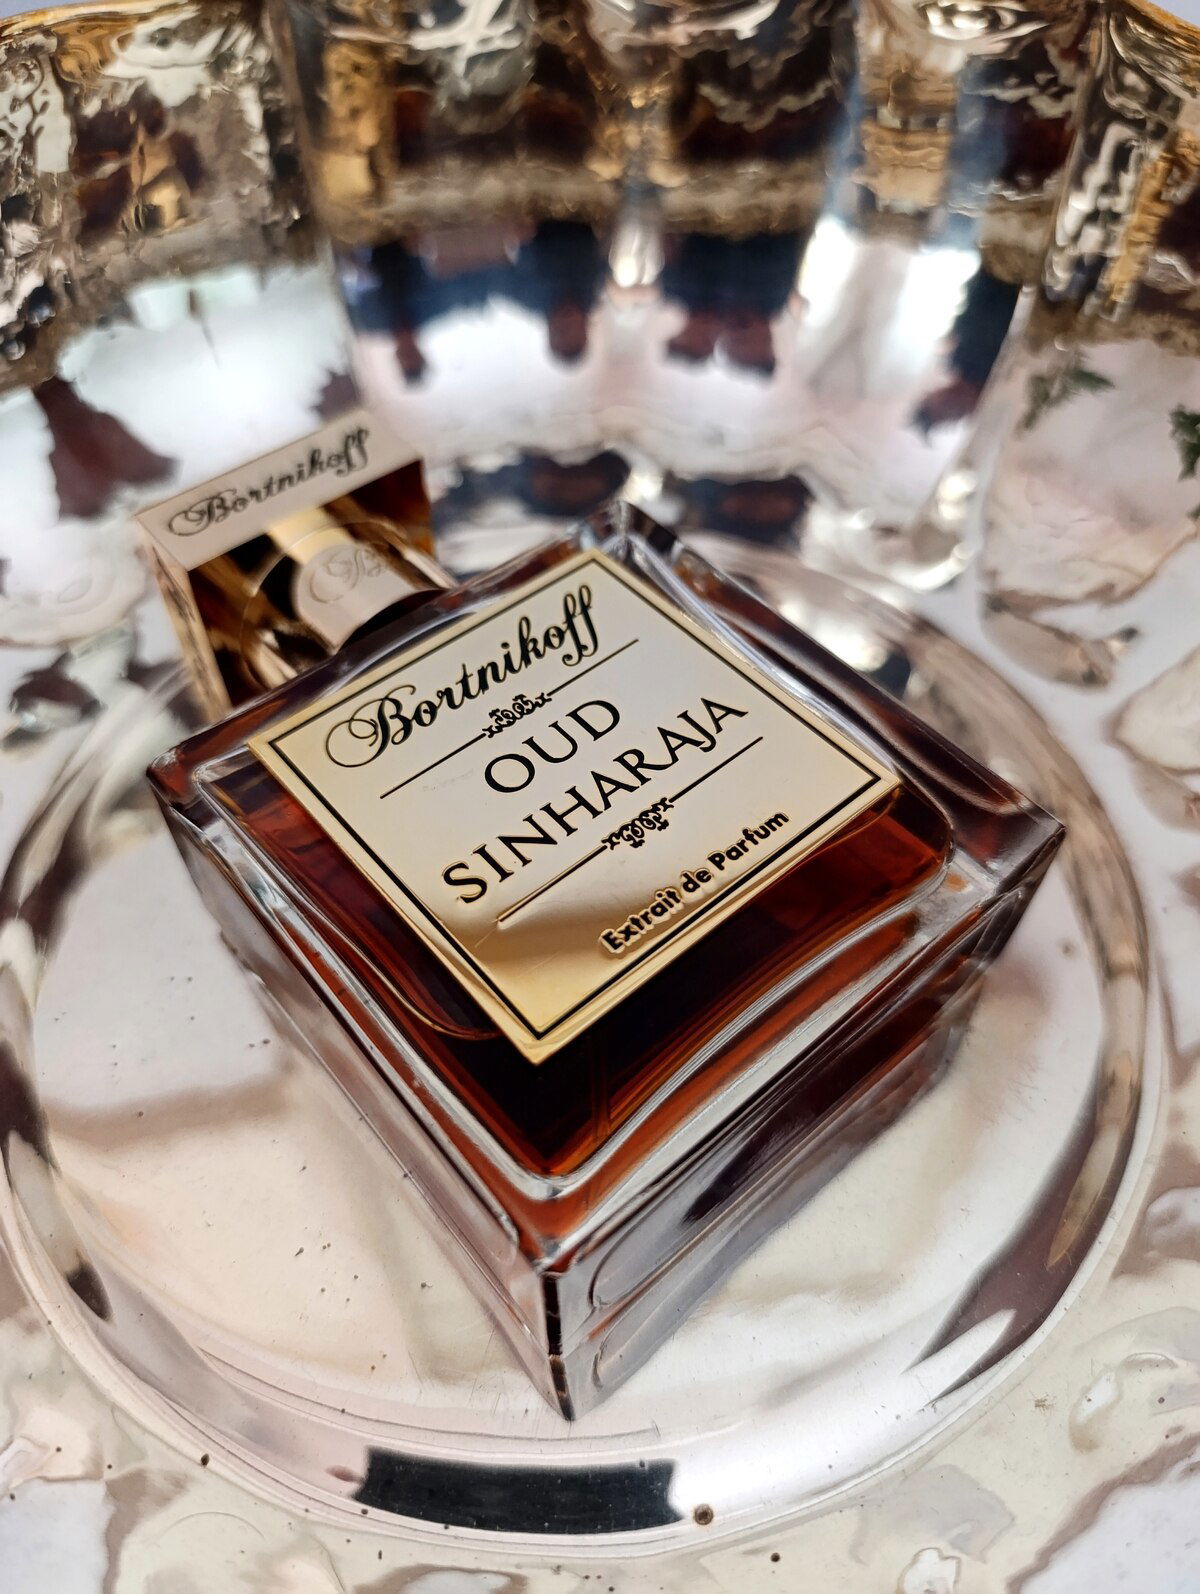 Bortnikoff
Bortnikoff
OUD
SINHARAJA
Extrait de Parfum